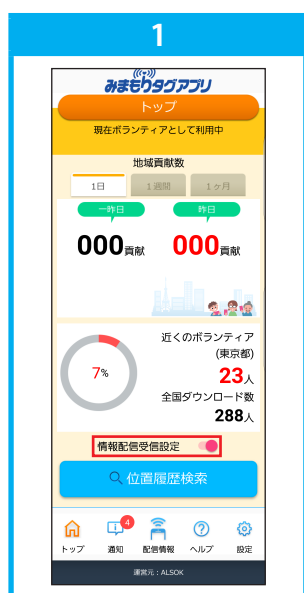 1
みまもりタグアプリ
トップ
現在ボランティアとして利用中
地域貢献数
1日 1週間 1ヶ月
一昨日 昨日
000貢献 000貢献
近くのボランティア
(東京都)
7%
23人
全国ダウンロード数
288人
情報配信受信設定
位置履歴検索
4
トップ 通知 配信情報 ヘルプ 設定
運営元：ALSOK